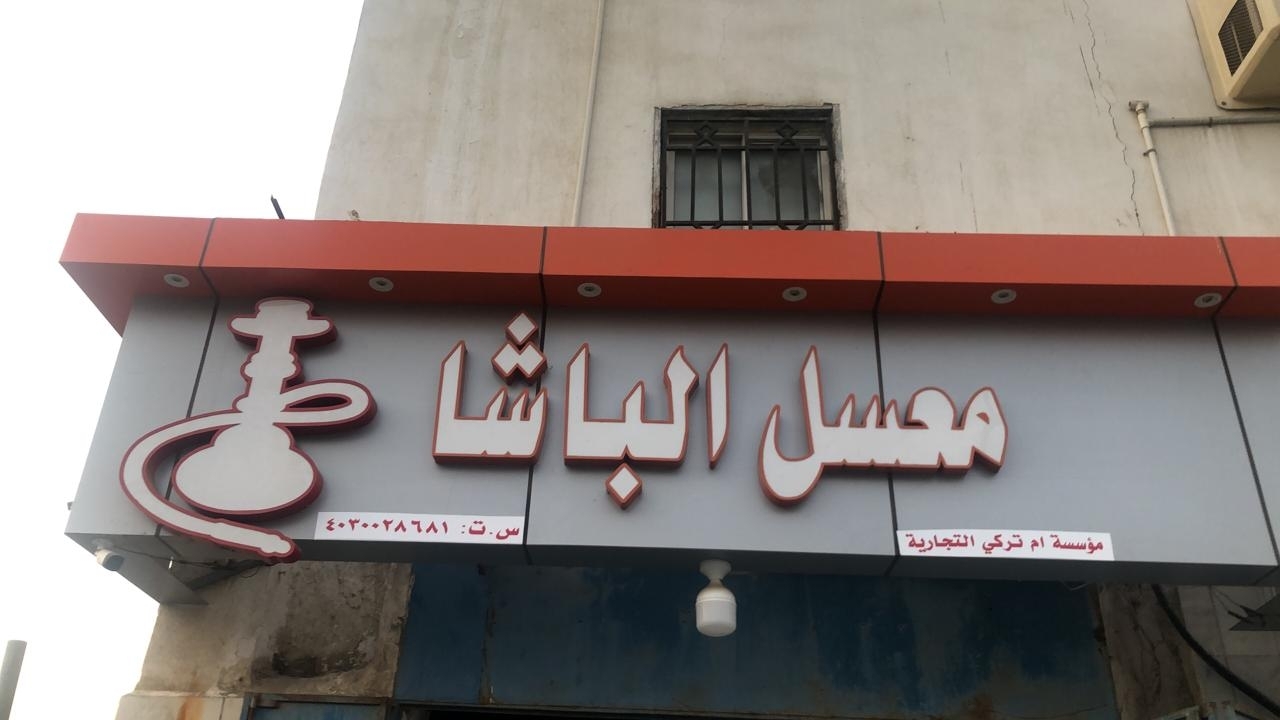 معسل الباشا
مؤسسة ام تركي التجارية
س.ت: ٤٠٣٠٠٢٨٦٨١